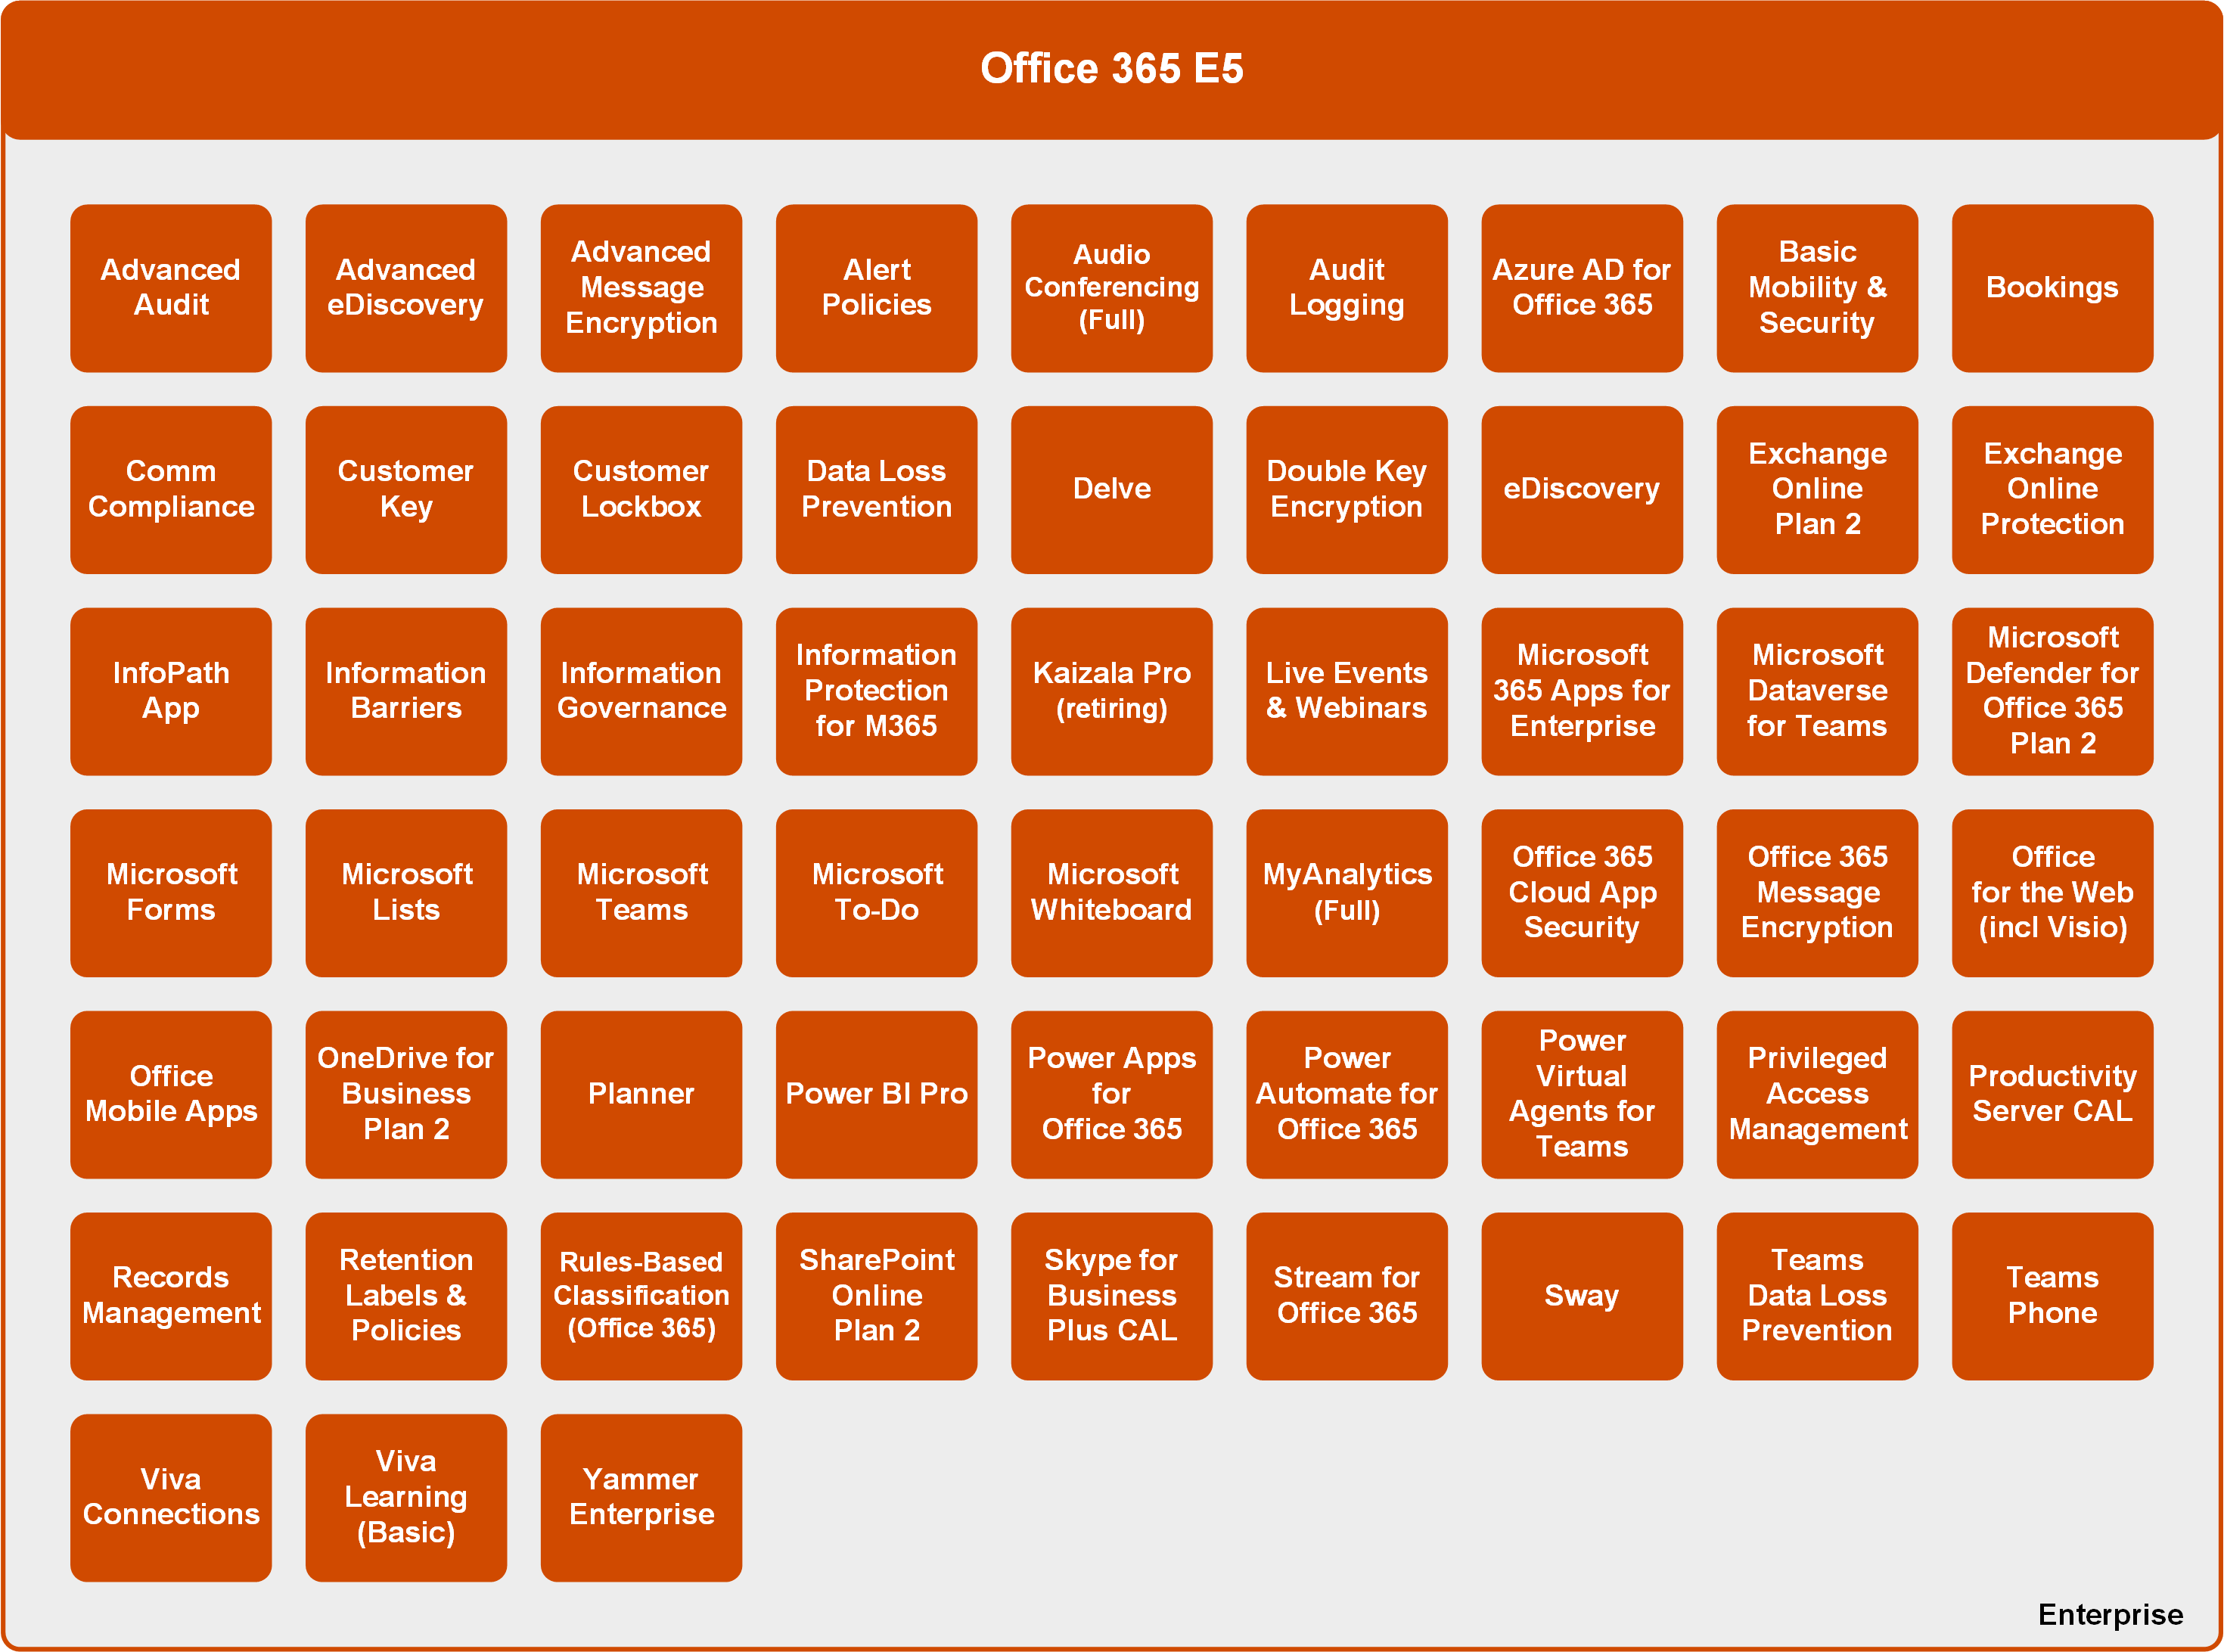 Office 365 E5
Advanced
Audit
Advanced
eDiscovery
Advanced
Message
Encryption
Alert
Policies
Audio
Conferencing
(Full)
Audit
Logging
Azure AD for
Office 365
Basic
Mobility &
Security
Bookings
Comm
Compliance
Customer
Key
Customer
Lockbox
Data Loss
Prevention
Delve
Double Key
Encryption
eDiscovery
Exchange
Online
Plan 2
Exchange
Online
Protection
InfoPath
App
Information
Barriers
Information
Governance
Information
Protection
for M365
Kaizala Pro
(retiring)
Live Events
& Webinars
Microsoft
365 Apps for
Enterprise
Microsoft
Dataverse
for Teams
Microsoft
Defender for
Office 365
Plan 2
Microsoft
Forms
Microsoft
Lists
Microsoft
Teams
Microsoft
To-Do
Microsoft
Whiteboard
MyAnalytics
(Full)
Office 365
Cloud App
Security
Office 365
Message
Encryption
Office
for the Web
(incl Visio)
Office
Mobile Apps
OneDrive for
Business
Plan 2
Planner
Power BI Pro
Power Apps
for
Office 365
Power
Automate for
Office 365
Power
Virtual
Agents for
Teams
Privileged
Access
Management
Productivity
Server CAL
Records
Management
Retention
Labels &
Policies
Rules-Based
Classification
(Office 365)
SharePoint
Online
Plan 2
Skype for
Business
Plus CAL
Stream for
Office 365
Sway
Teams
Data Loss
Prevention
Teams
Phone
Viva
Connections
Viva
Learning
(Basic)
Yammer
Enterprise
Enterprise